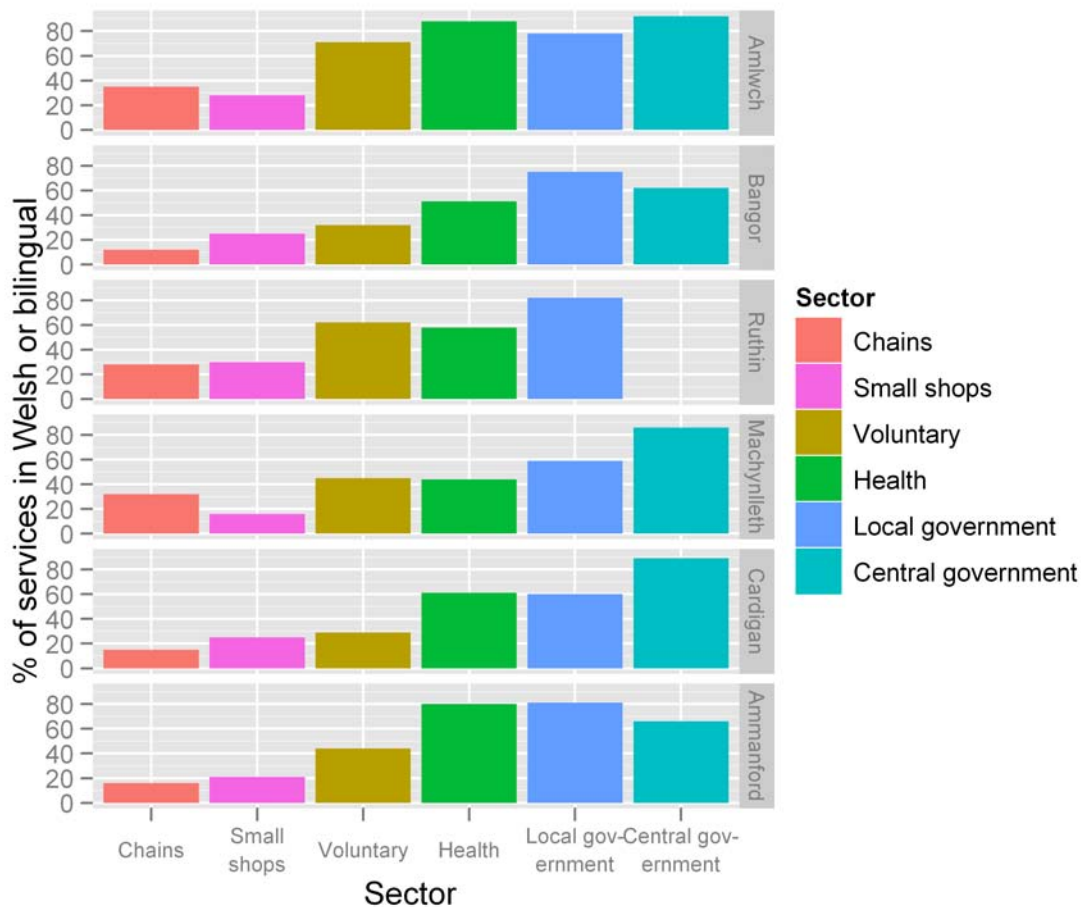 % of services in Welsh or bilingual
80
60
40
20
0
Amlwch
80
60
40
20
0
Bangor
80
60
40
20
0
Ruthin
80
60
40
20
0
Machynlleth
80
60
40
20
0
Cardigan
80
60
40
20
0
Ammanford
Chains
Small
shops
Voluntary
Health
Local gov-
ernment
Central gov-
ernment
Sector
Sector
Chains
Small shops
Voluntary
Health
Local government
Central government